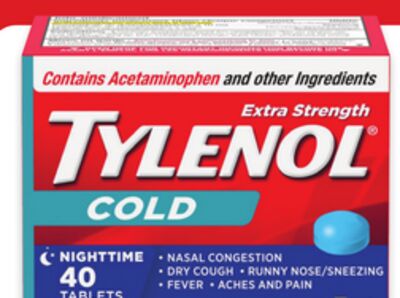 Contains Acetaminophen and other Ingredients
Extra Strength
TYLENOL®
COLD
NIGHTTIME
40
TABLETS
• NASAL CONGESTION
• DRY COUGH • RUNNY NOSE/SNEEZING
• FEVER • ACHES AND PAIN